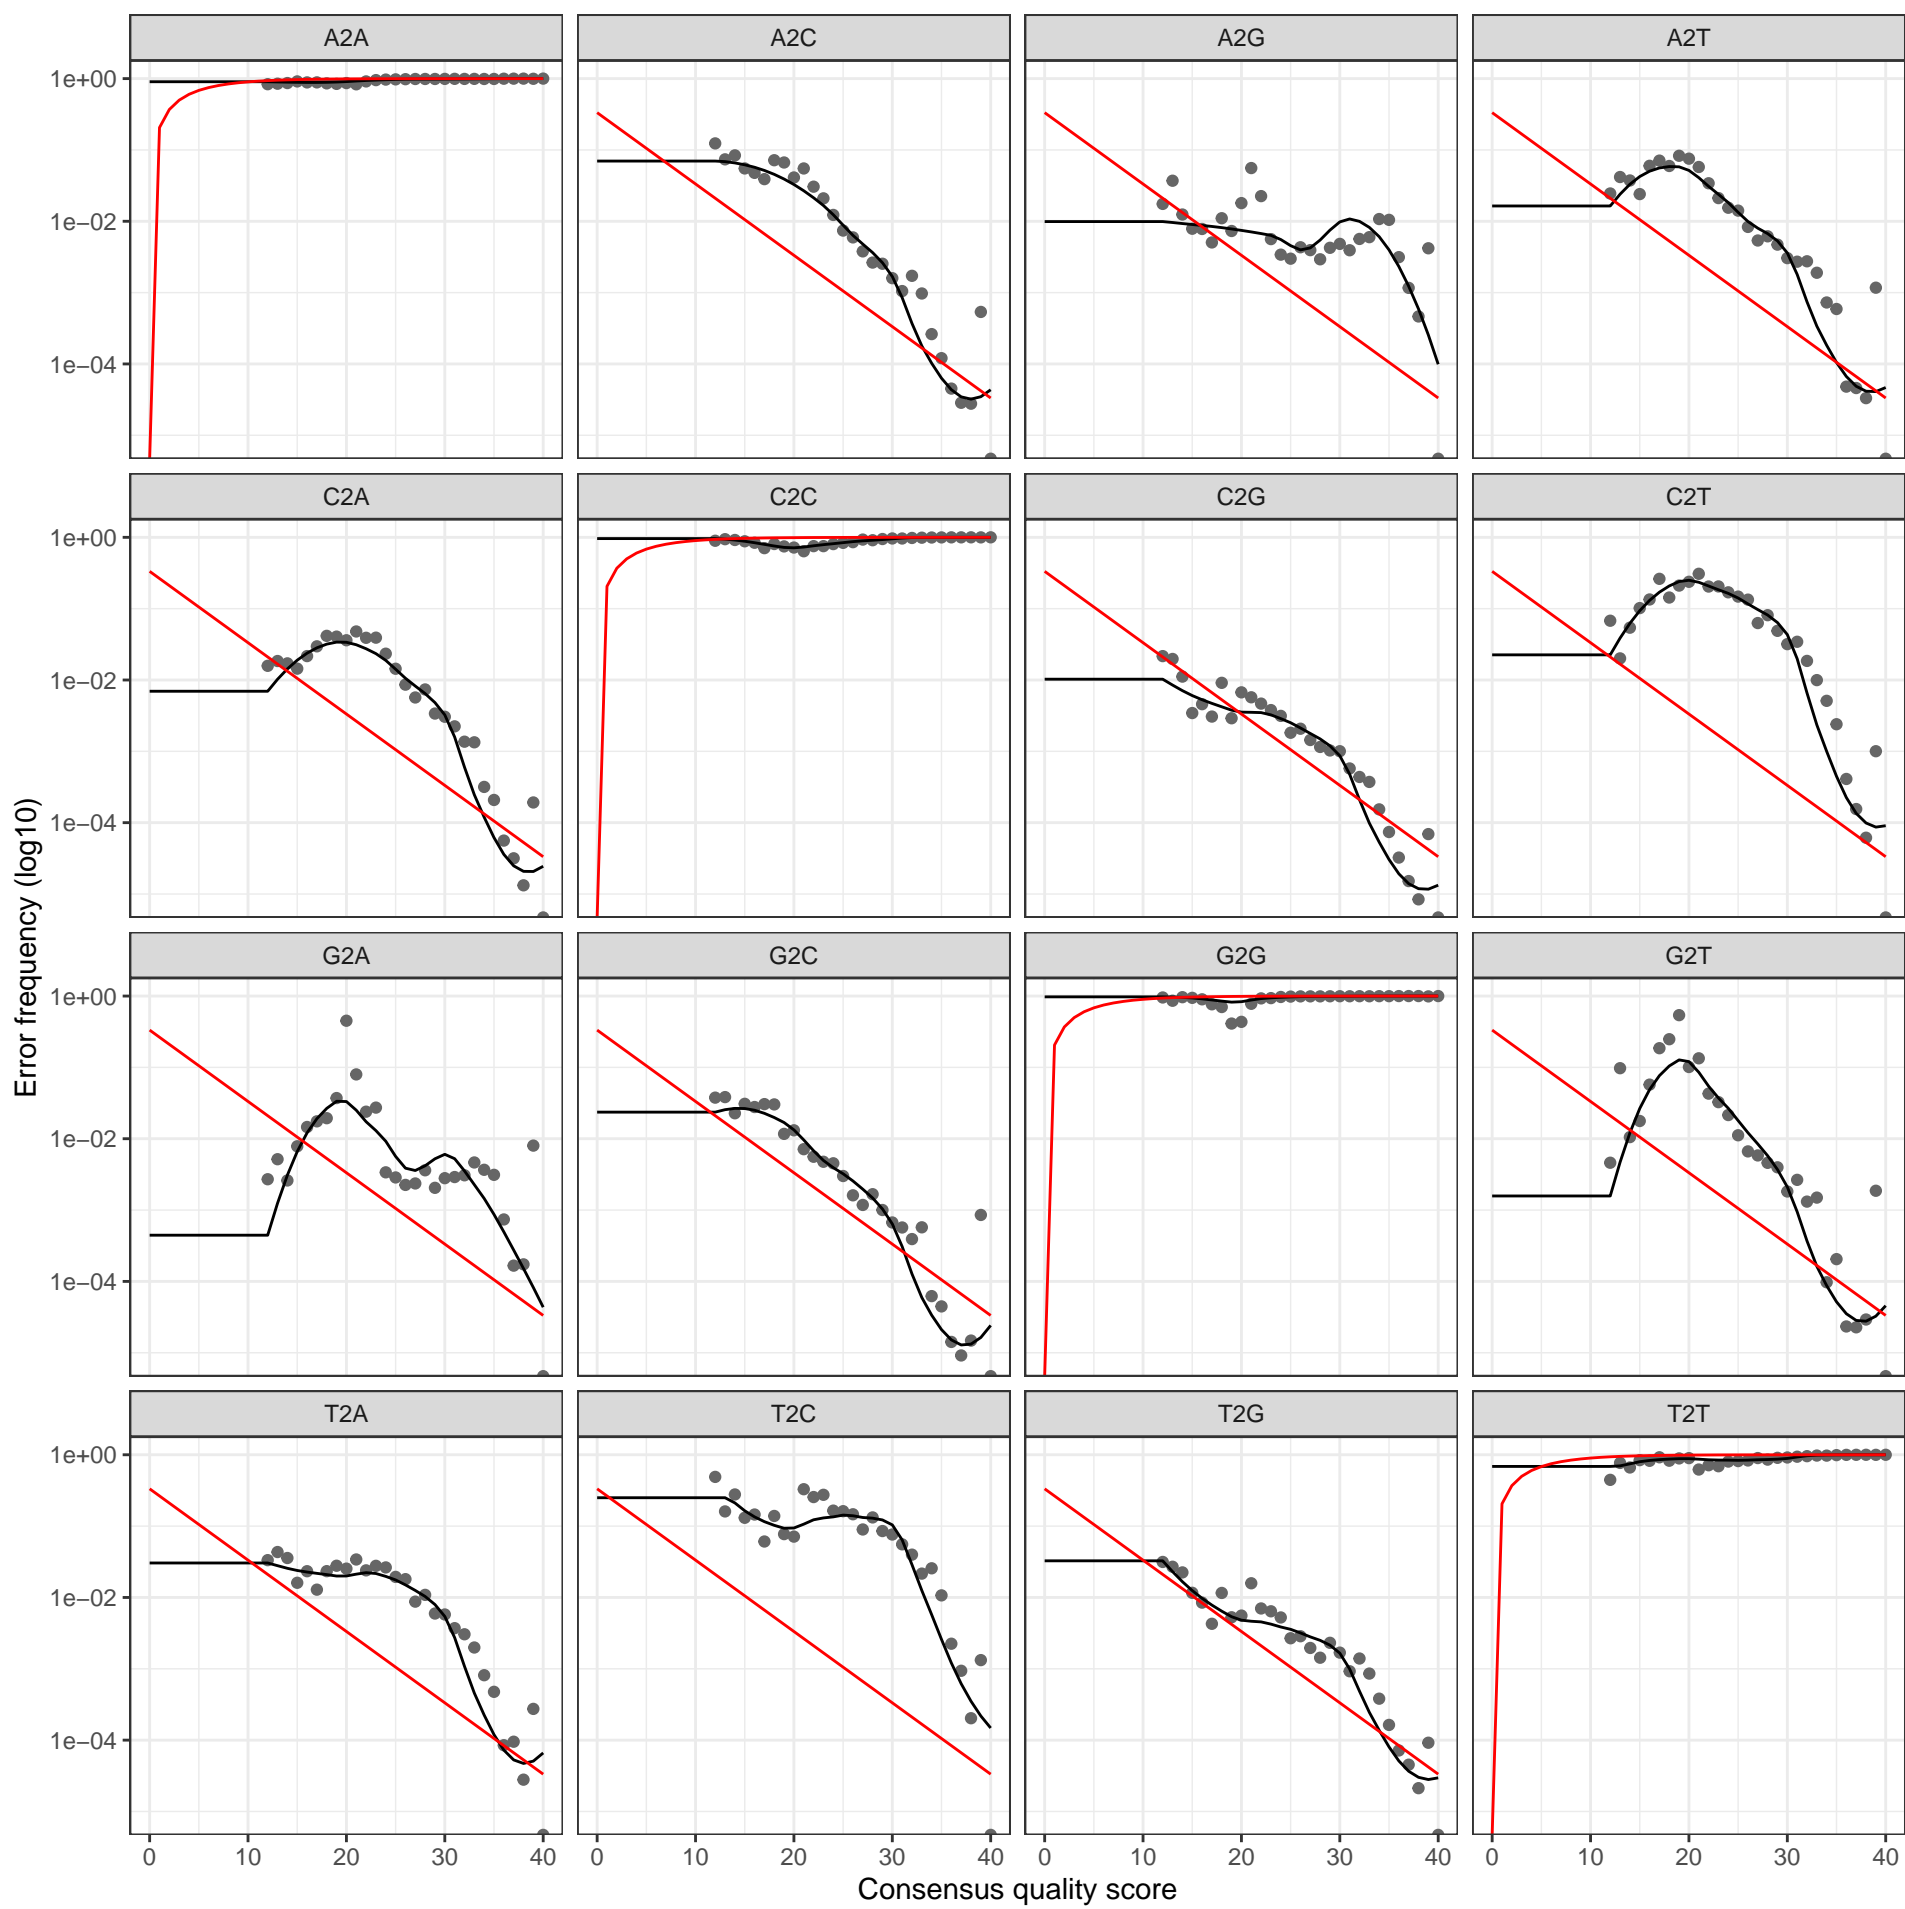 A2A A2C A2G A2T
1e+00
1e−02
1e−04
C2A C2C C2G C2T
1e+00
1e−02
1e−04
G2A G2C G2G G2T
1e+00
1e−02
1e−04
T2A T2C T2G T2T
1e+00
1e−02
1e−04
0 10 20 30 40 0 10 20 30 40 0 10 20 30 40 0 10 20 30 40
Consensus quality score
Error frequency (log10)